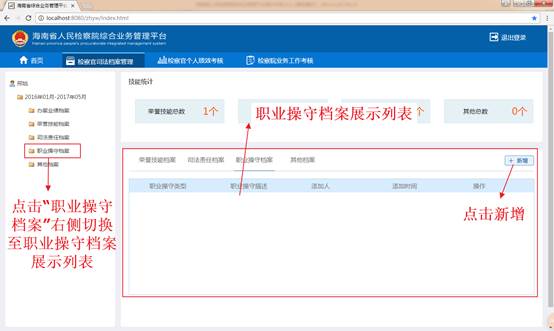 海南省人民检察院综合业务管理平台
localhost:8080/zhyw/index.html
海南省人民检察院综合业务管理平台
Hainan province people's procuratorate integrated management system
退出登录
首页
检察官司法档案管理
检察官个人绩效考核
检察院业务工作考核
2016年01月-2017年05月
办案业绩档案
荣誉技能档案
司法责任档案
职业操守档案
其他档案
技能统计
荣誉技能总数 1个
个
其他总数 0个
职业操守档案展示列表
荣誉技能档案 司法责任档案 职业操守档案 其他档案
+ 新增
职业操守类型 职业操守描述 添加人 添加时间 操作
点击“职业操守
档案”右侧切换
至职业操守档案
展示列表
点击新增